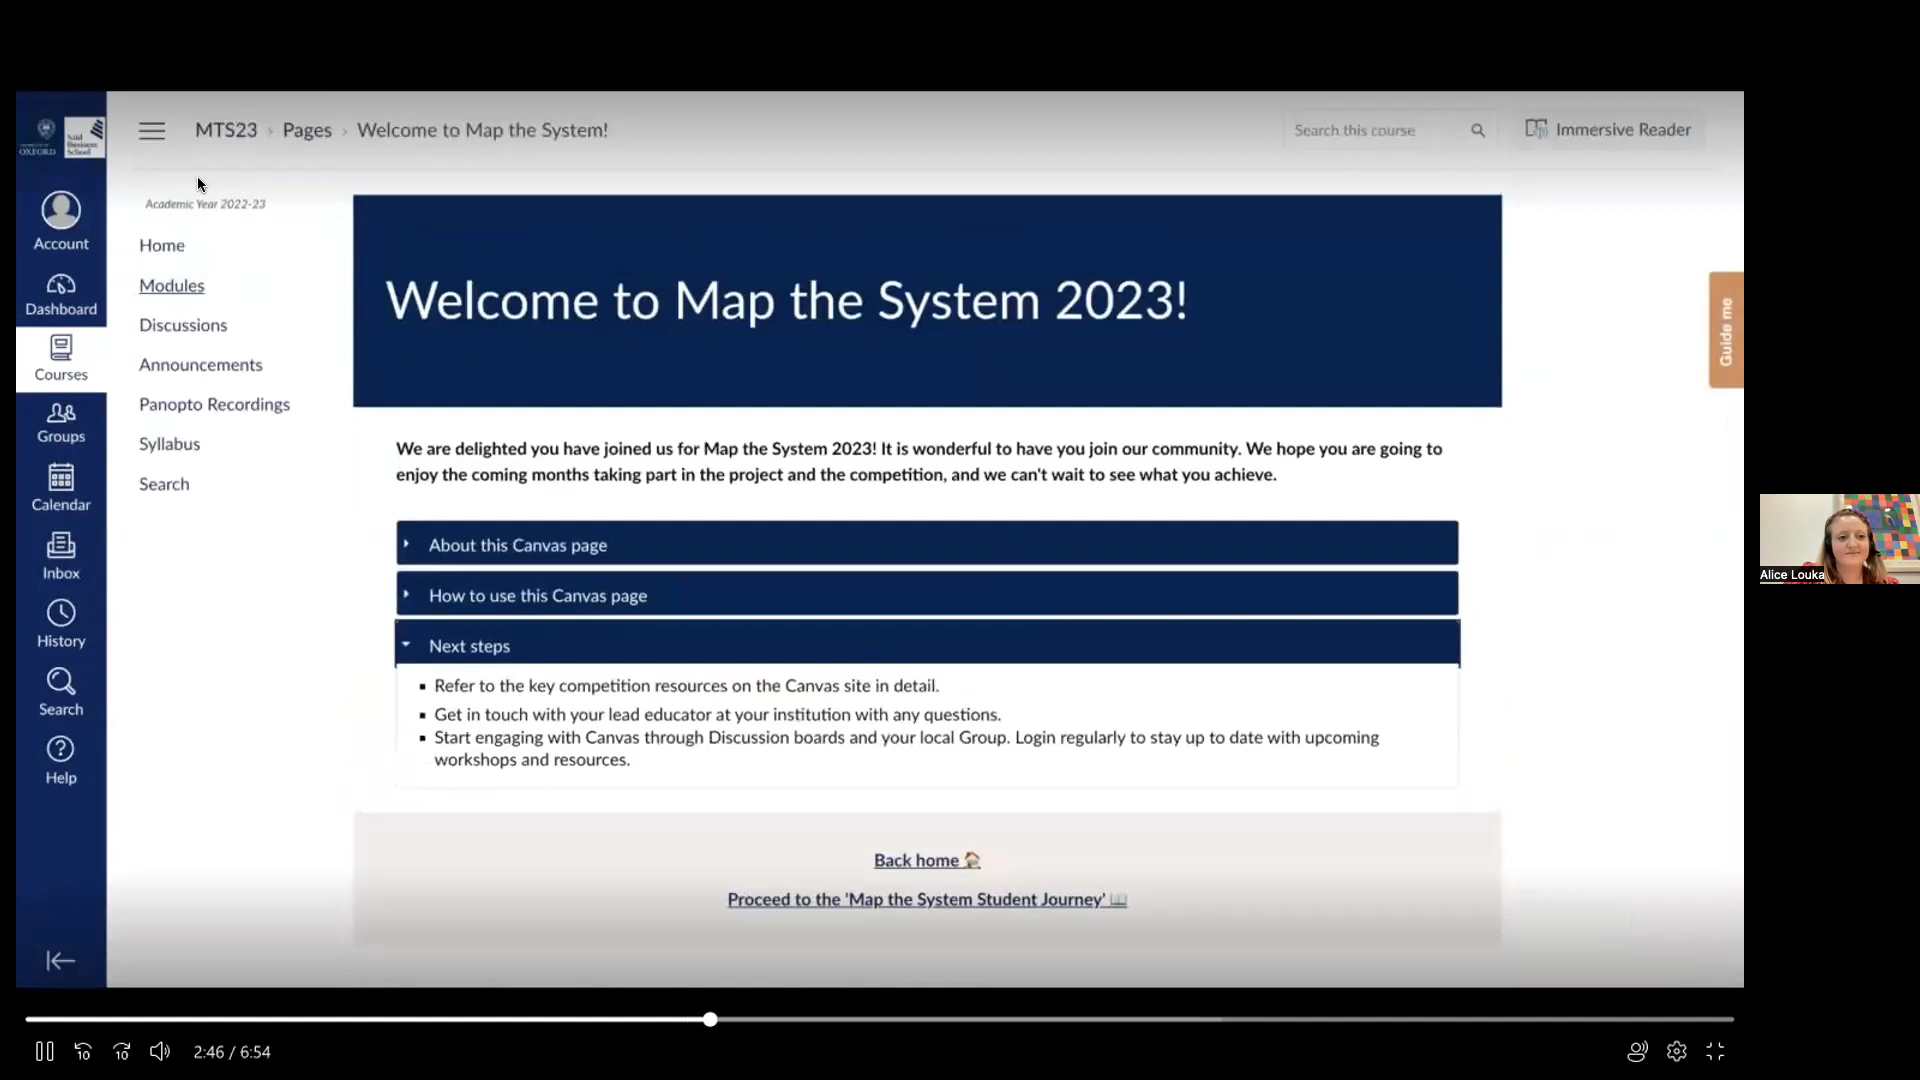 UNIVERSITY OF
OXFORD
Saïd
Business
School
MTS23 › Pages › Welcome to Map the System!
Search this course
Immersive Reader
Account
Dashboard
Courses
Groups
Calendar
Inbox
History
Search
Help
Academic Year 2022-23
Home
Modules
Discussions
Announcements
Panopto Recordings
Syllabus
Search
Welcome to Map the System 2023!
Guide me
We are delighted you have joined us for Map the System 2023! It is wonderful to have you join our community. We hope you are going to
enjoy the coming months taking part in the project and the competition, and we can't wait to see what you achieve.
About this Canvas page
How to use this Canvas page
Next steps
▪ Refer to the key competition resources on the Canvas site in detail.
▪ Get in touch with your lead educator at your institution with any questions.
▪ Start engaging with Canvas through Discussion boards and your local Group. Login regularly to stay up to date with upcoming
workshops and resources.
Back home
Proceed to the 'Map the System Student Journey'
Alice Louka
10
10
2:46 / 6:54